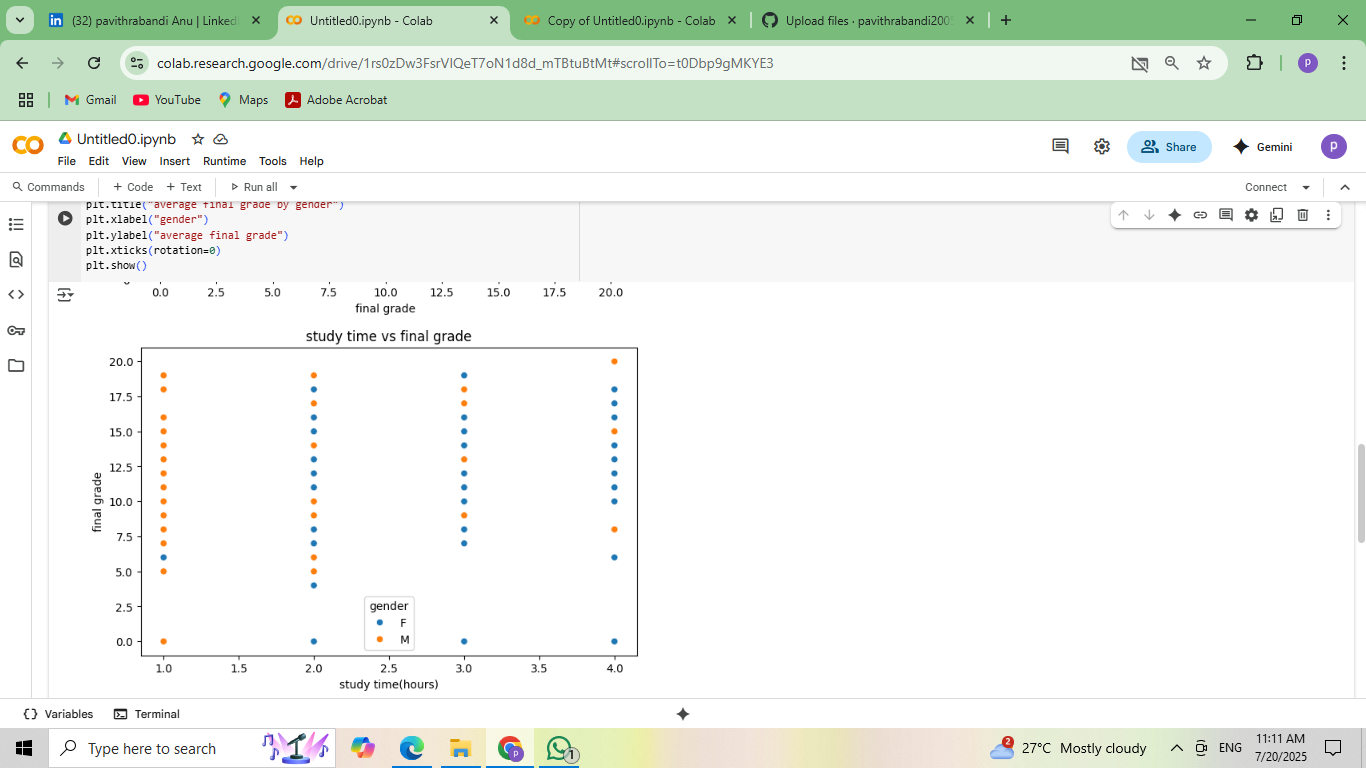 (32) pavithrabandi Anu | Linked
Untitled0.ipynb - Colab
Copy of Untitled0.ipynb - Colab
Upload files · pavithrabandi200
colab.research.google.com/drive/1rs0zDw3FsrVIQeT7oN1d8d_mTBtuBtMt#scrollTo=t0Dbp9gMKYE3
p
Gmail
YouTube
Maps
Adobe Acrobat
Untitled0.ipynb
Share
Gemini
p
File Edit View Insert Runtime Tools Help
Commands + Code + Text Run all
Connect
plt.title("average final grade by gender")
plt.xlabel("gender")
plt.ylabel("average final grade")
plt.xticks(rotation=0)
plt.show()
0.0 2.5 5.0 7.5 10.0 12.5 15.0 17.5 20.0
final grade
study time vs final grade
20.0
17.5
15.0
12.5
10.0
7.5
5.0
2.5
0.0
final grade
gender
F
M
1.0 1.5 2.0 2.5 3.0 3.5 4.0
study time(hours)
Variables Terminal
Type here to search
1
2
27°C Mostly cloudy
ENG
11:11 AM
7/20/2025